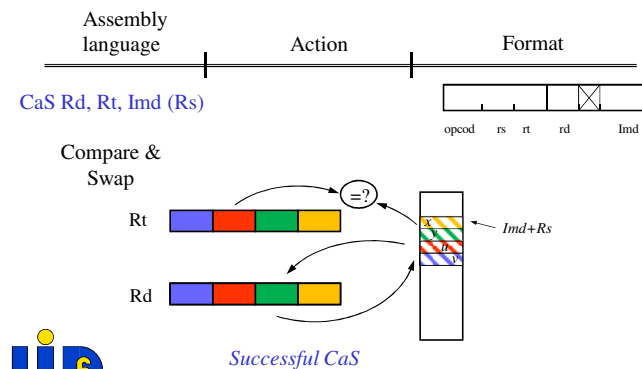 Assembly language
Action
Format
CaS Rd, Rt, Imd (Rs)
opcod rs rt rd Imd
Compare & Swap
=?
Rt
x
y
u
v
Imd+Rs
Rd
Successful CaS